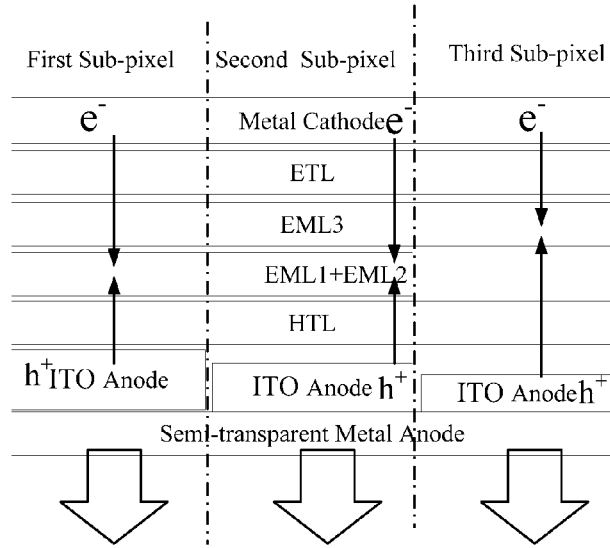 First Sub-pixel
Second Sub-pixel
Third Sub-pixel
e-
Metal Cathode
e-
e-
ETL
EML3
EML1+EML2
HTL
h+
ITO Anode
ITO Anode
h+
ITO Anode
h+
Semi-transparent Metal Anode